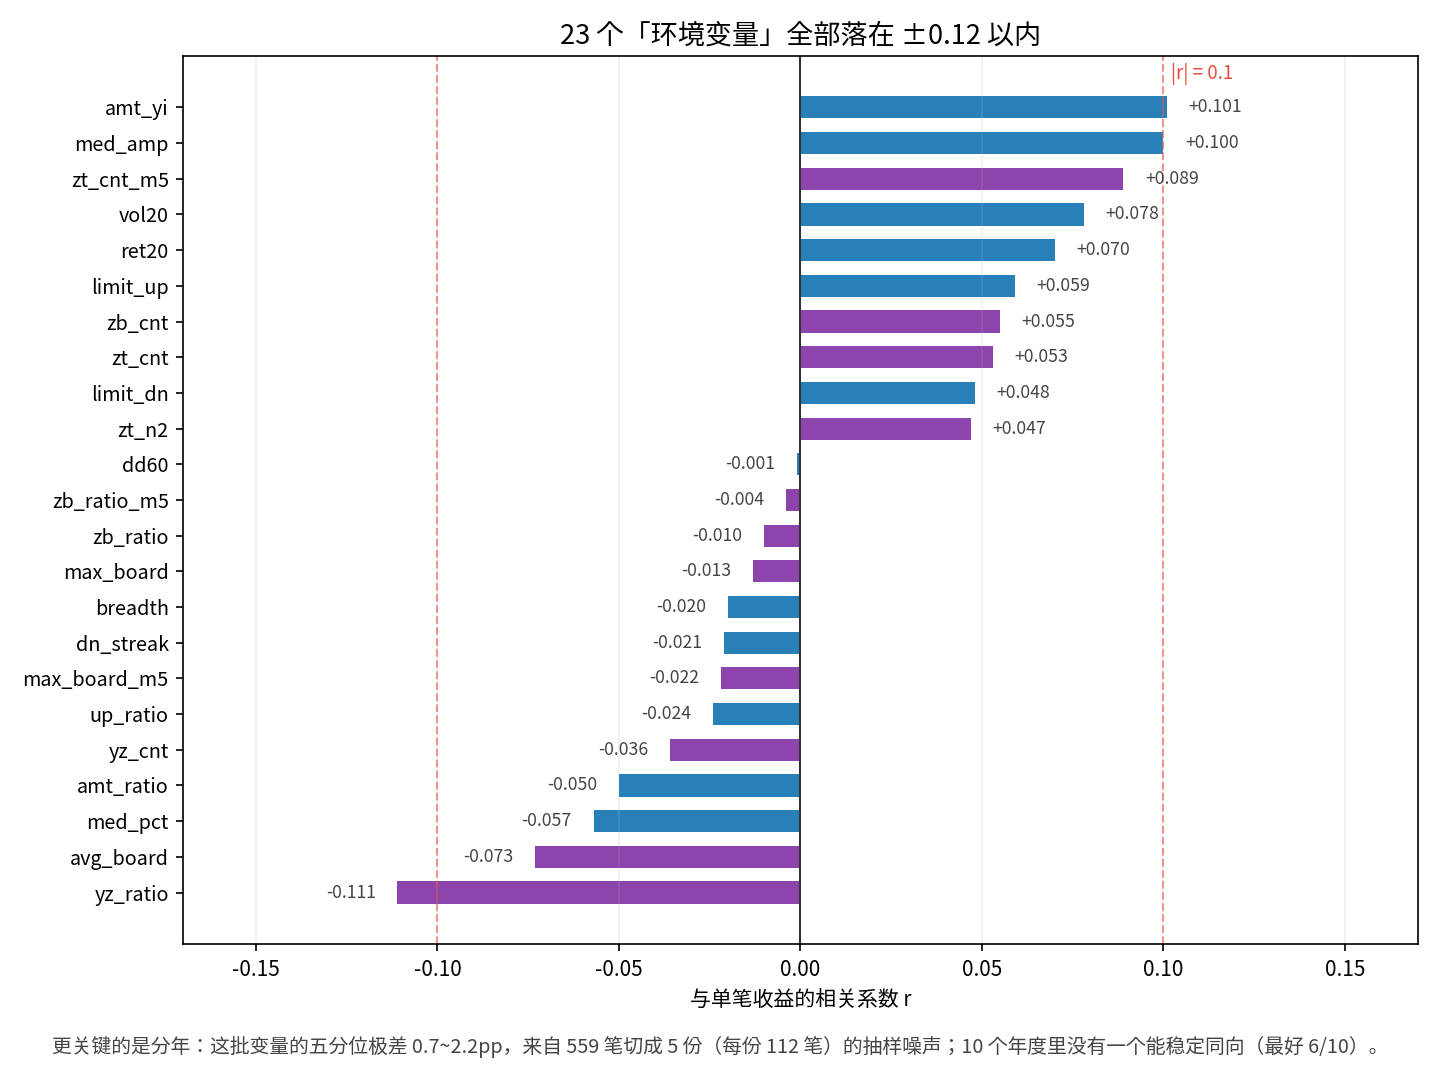 23 个「环境变量」全部落在 ±0.12 以内
|r| = 0.1
amt_yi +0.101
med_amp +0.100
zt_cnt_m5 +0.089
vol20 +0.078
ret20 +0.070
limit_up +0.059
zb_cnt +0.055
zt_cnt +0.053
limit_dn +0.048
zt_n2 +0.047
dd60 -0.001
zb_ratio_m5 -0.004
zb_ratio -0.010
max_board -0.013
breadth -0.020
dn_streak -0.021
max_board_m5 -0.022
up_ratio -0.024
yz_cnt -0.036
amt_ratio -0.050
med_pct -0.057
avg_board -0.073
yz_ratio -0.111
-0.15 -0.10 -0.05 0.00 0.05 0.10 0.15
与单笔收益的相关系数 r
更关键的是分年：这批变量的五分位极差 0.7~2.2pp，来自 559 笔切成 5 份（每份 112 笔）的抽样噪声；10 个年度里没有一个能稳定同向（最好 6/10）。